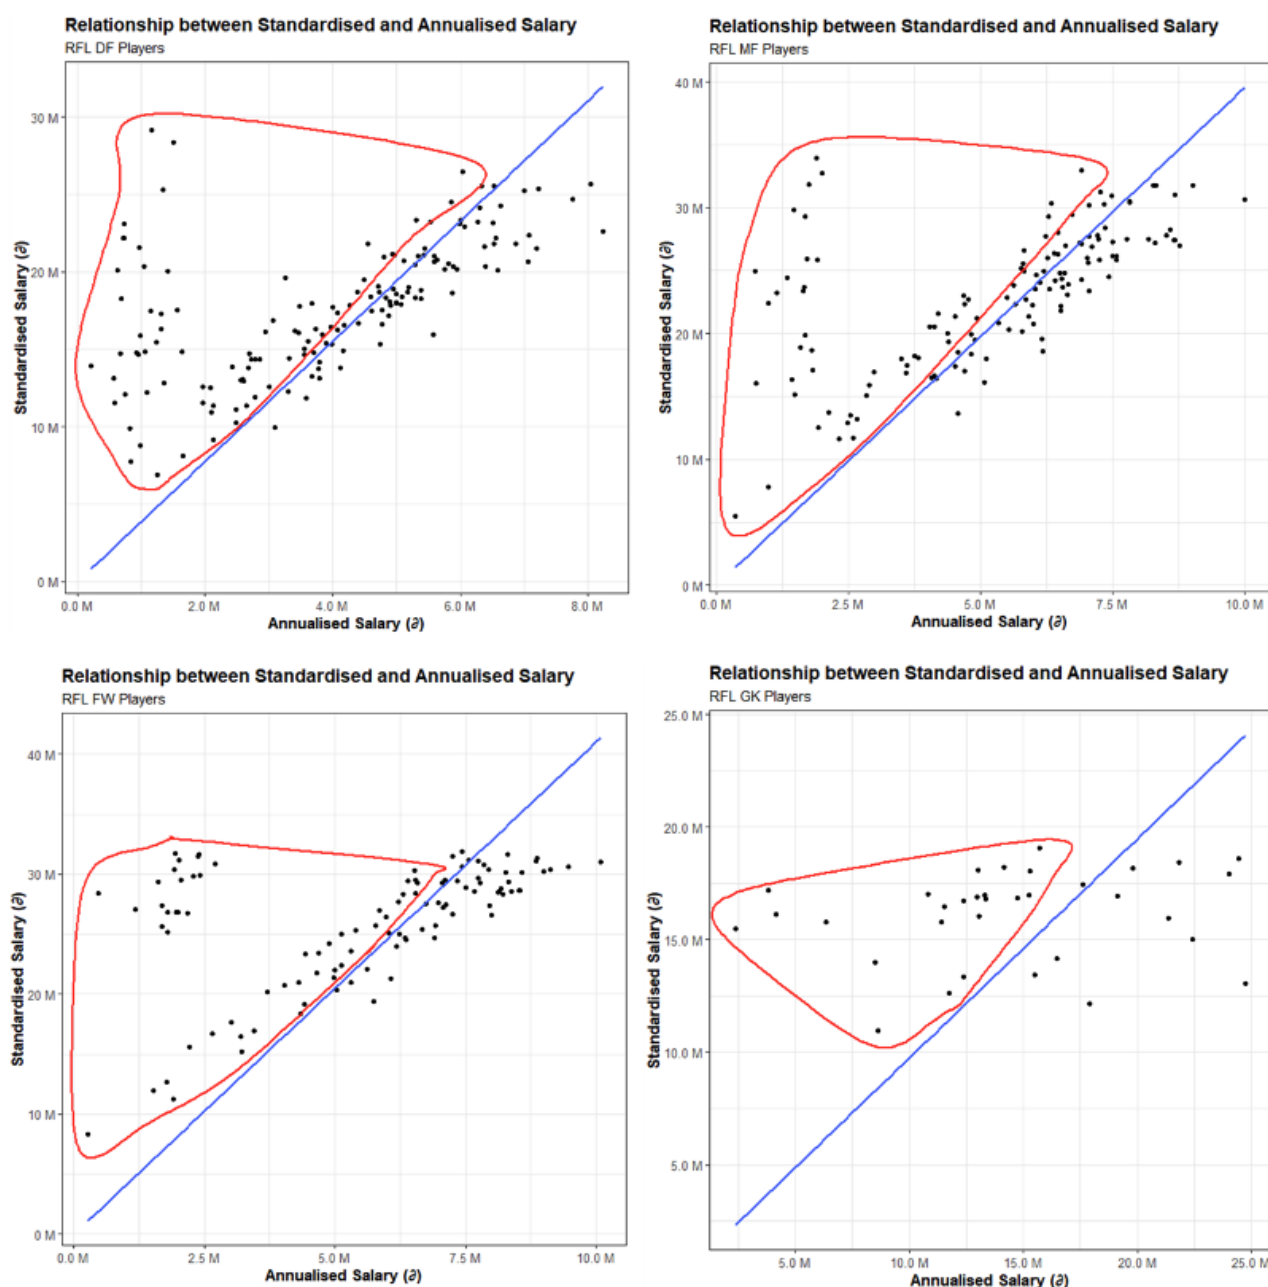 Relationship between Standardised and Annualised Salary
RFL DF Players
30 M
20 M
10 M
0 M
Standardised Salary (∂)
0.0 M 2.0 M 4.0 M 6.0 M 8.0 M
Annualised Salary (∂)
Relationship between Standardised and Annualised Salary
RFL MF Players
40 M
30 M
20 M
10 M
0 M
Standardised Salary (∂)
0.0 M 2.5 M 5.0 M 7.5 M 10.0 M
Annualised Salary (∂)
Relationship between Standardised and Annualised Salary
RFL FW Players
40 M
30 M
20 M
10 M
0 M
Standardised Salary (∂)
0.0 M 2.5 M 5.0 M 7.5 M 10.0 M
Annualised Salary (∂)
Relationship between Standardised and Annualised Salary
RFL GK Players
25.0 M
20.0 M
15.0 M
10.0 M
5.0 M
Standardised Salary (∂)
5.0 M 10.0 M 15.0 M 20.0 M 25.0 M
Annualised Salary (∂)